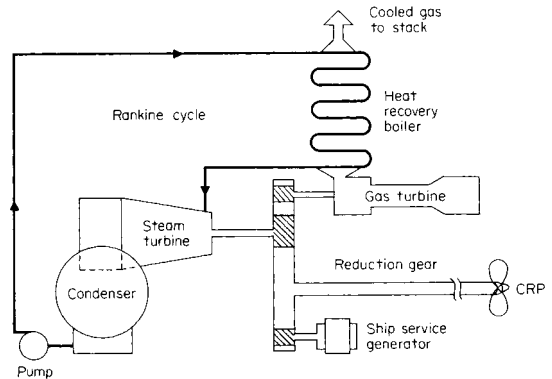 Cooled gas
to stack
Rankine cycle
Heat
recovery
boiler
Steam
turbine
Gas turbine
Condenser
Reduction gear
CRP
Ship service
generator
Pump